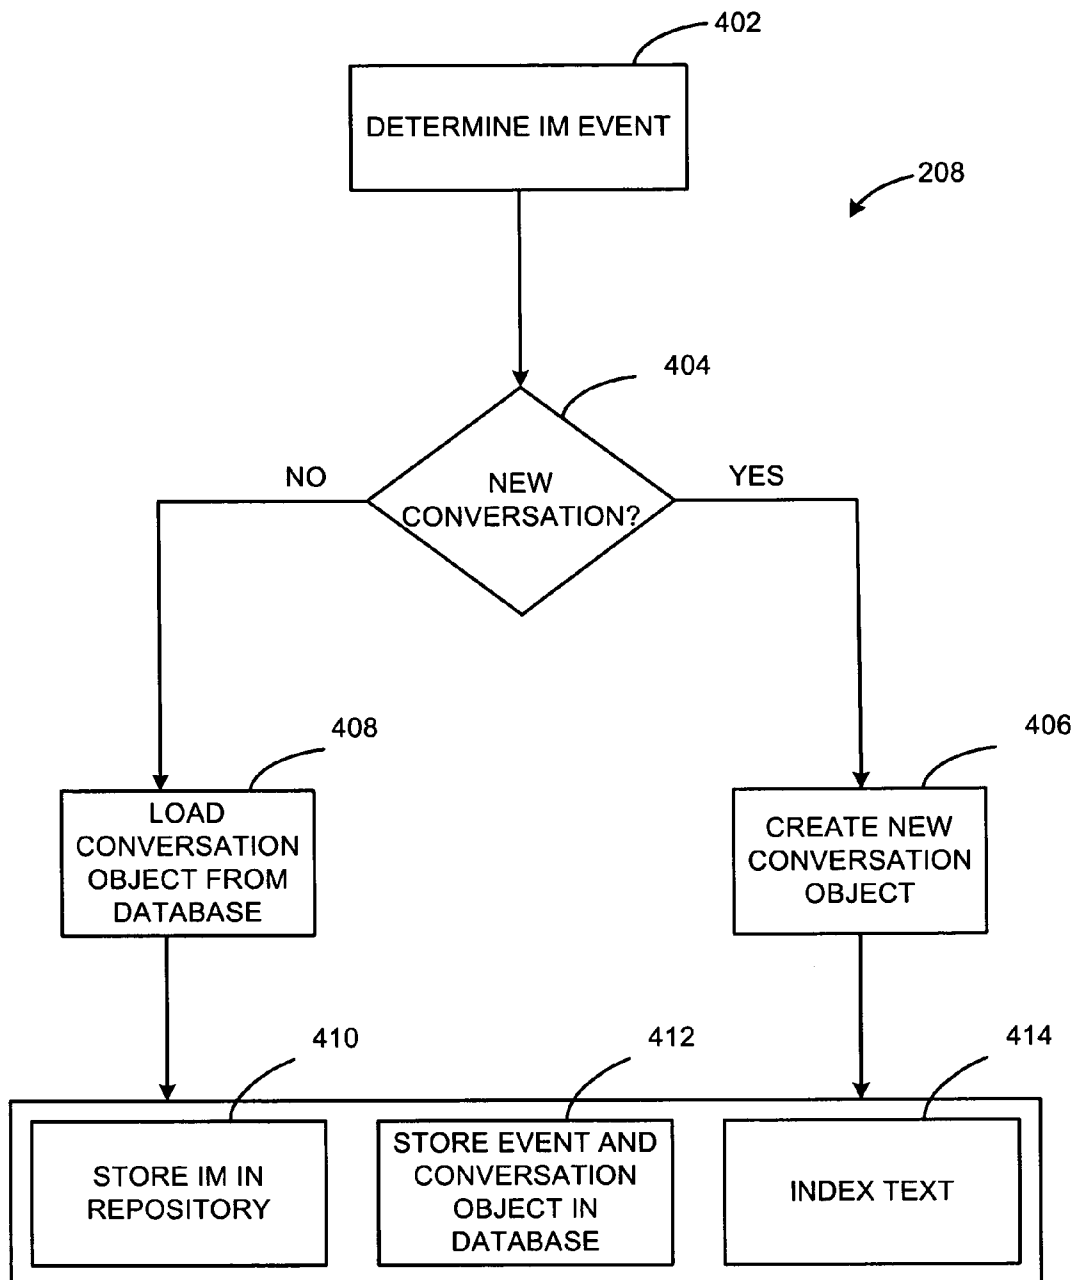 402
DETERMINE IM EVENT
208
404
NO
YES
NEW
CONVERSATION?
408
406
LOAD
CONVERSATION
OBJECT FROM
DATABASE
CREATE NEW
CONVERSATION
OBJECT
410
412
414
STORE IM IN
REPOSITORY
STORE EVENT AND
CONVERSATION
OBJECT IN
DATABASE
INDEX TEXT